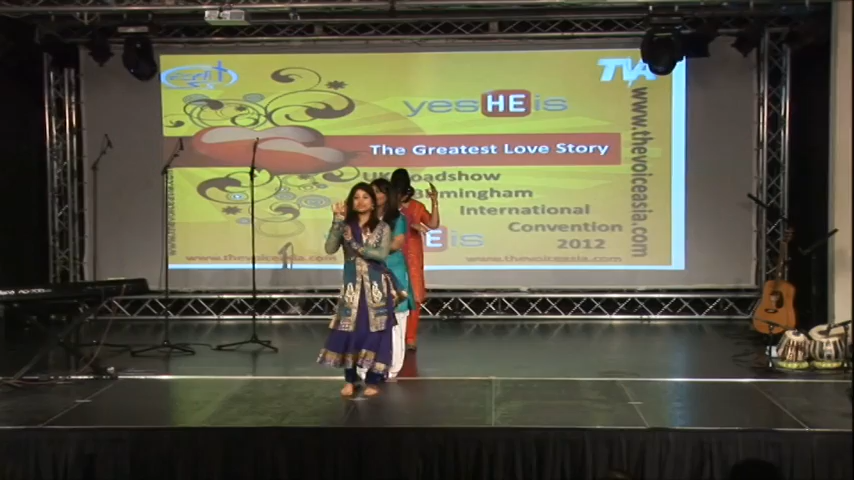 TVA
yesHEis
The Greatest Love Story
UK Roadshow
Birmingham
International
Convention
2012
HEis
www.thevoiceasia.com
www.thevoiceasia.com
www.thevoiceasia.com